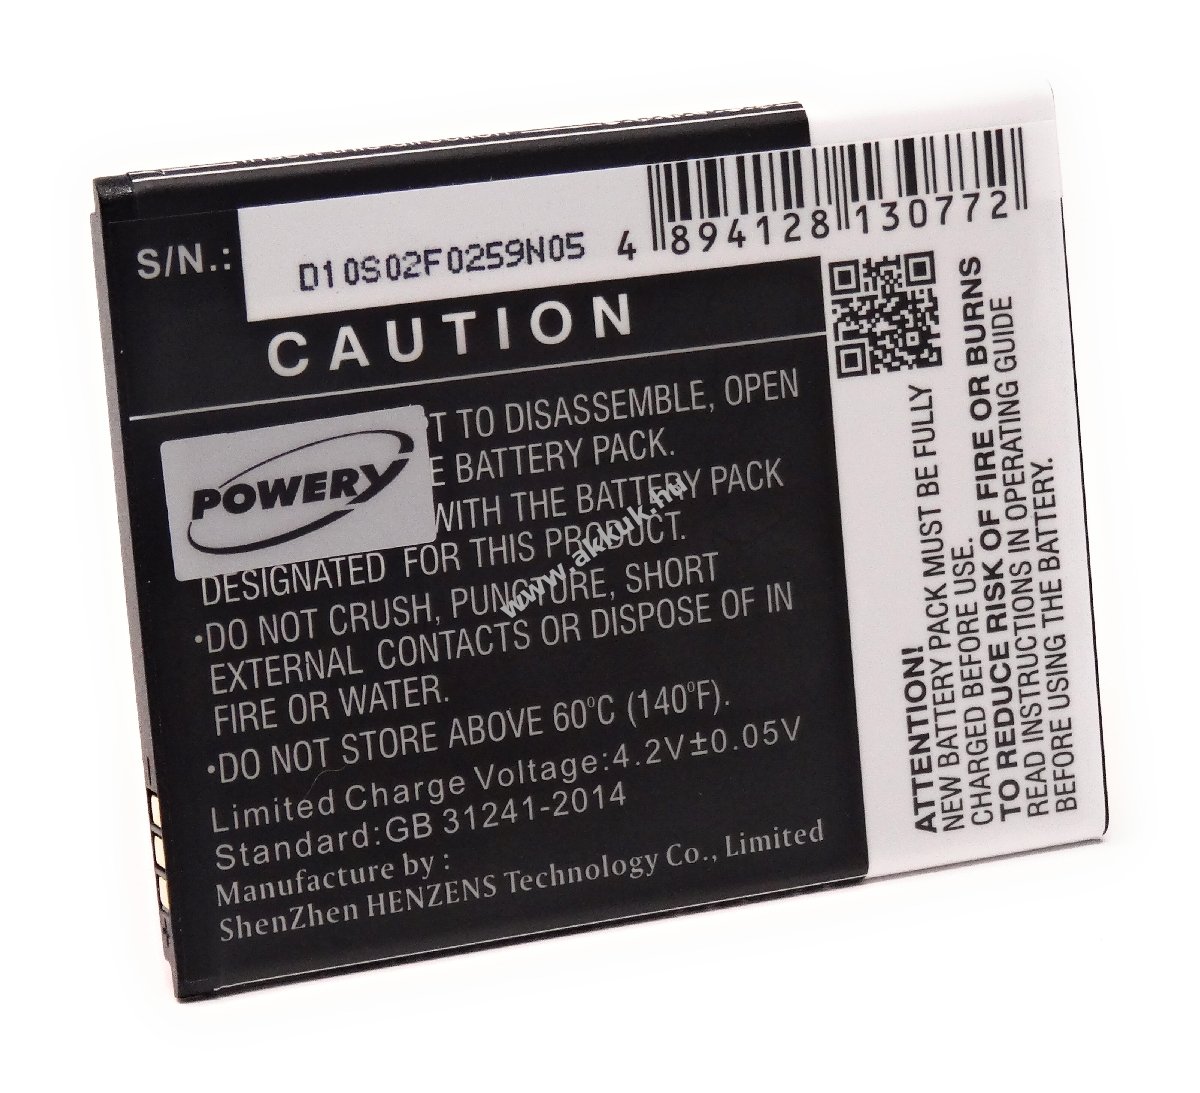 S/N.:
D10S02F0259N05
4 894128 130772
CAUTION
T TO DISASSEMBLE, OPEN
E BATTERY PACK.
WITH THE BATTERY PACK
DESIGNATED FOR THIS PRODUCT.
·DO NOT CRUSH, PUNCTURE, SHORT
EXTERNAL CONTACTS OR DISPOSE OF IN
FIRE OR WATER.
·DO NOT STORE ABOVE 60°C (140°F).
Limited Charge Voltage:4.2V±0.05V
Standard:GB 31241-2014
Manufacture by :
ShenZhen HENZENS Technology Co., Limited
POWERY
www.akkuk.hu
ATTENTION!
NEW BATTERY PACK MUST BE FULLY
CHARGED BEFORE USE.
TO REDUCE RISK OF FIRE OR BURNS
READ INSTRUCTIONS IN OPERATING GUIDE
BEFORE USING THE BATTERY.